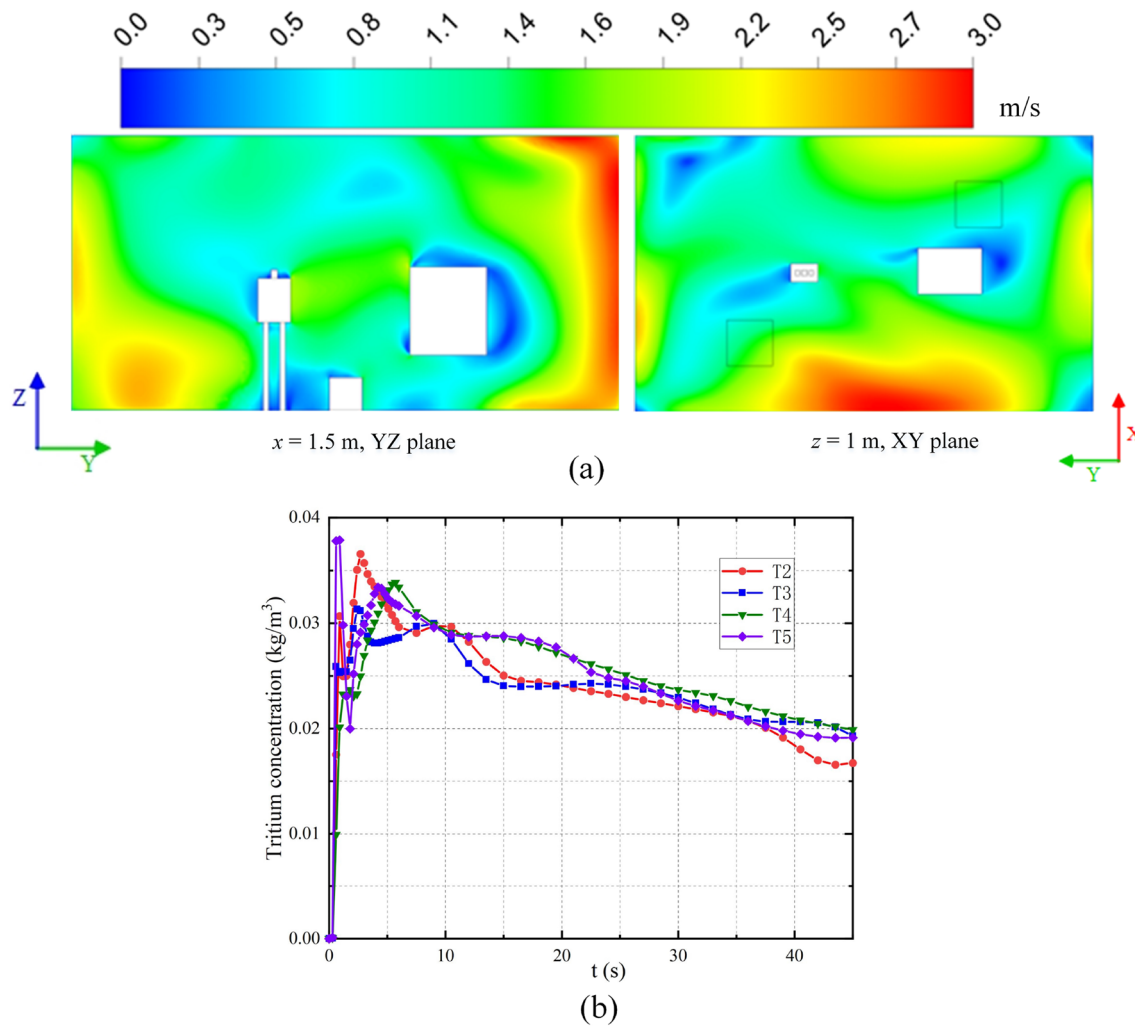 0.0 0.3 0.5 0.8 1.1 1.4 1.6 1.9 2.2 2.5 2.7 3.0
m/s
Z
Y
x = 1.5 m, YZ plane
z = 1 m, XY plane
X
Y
(a)
0.04
0.03
0.02
0.01
0.00
Tritium concentration (kg/m³)
T2
T3
T4
T5
0 10 20 30 40
t (s)
(b)